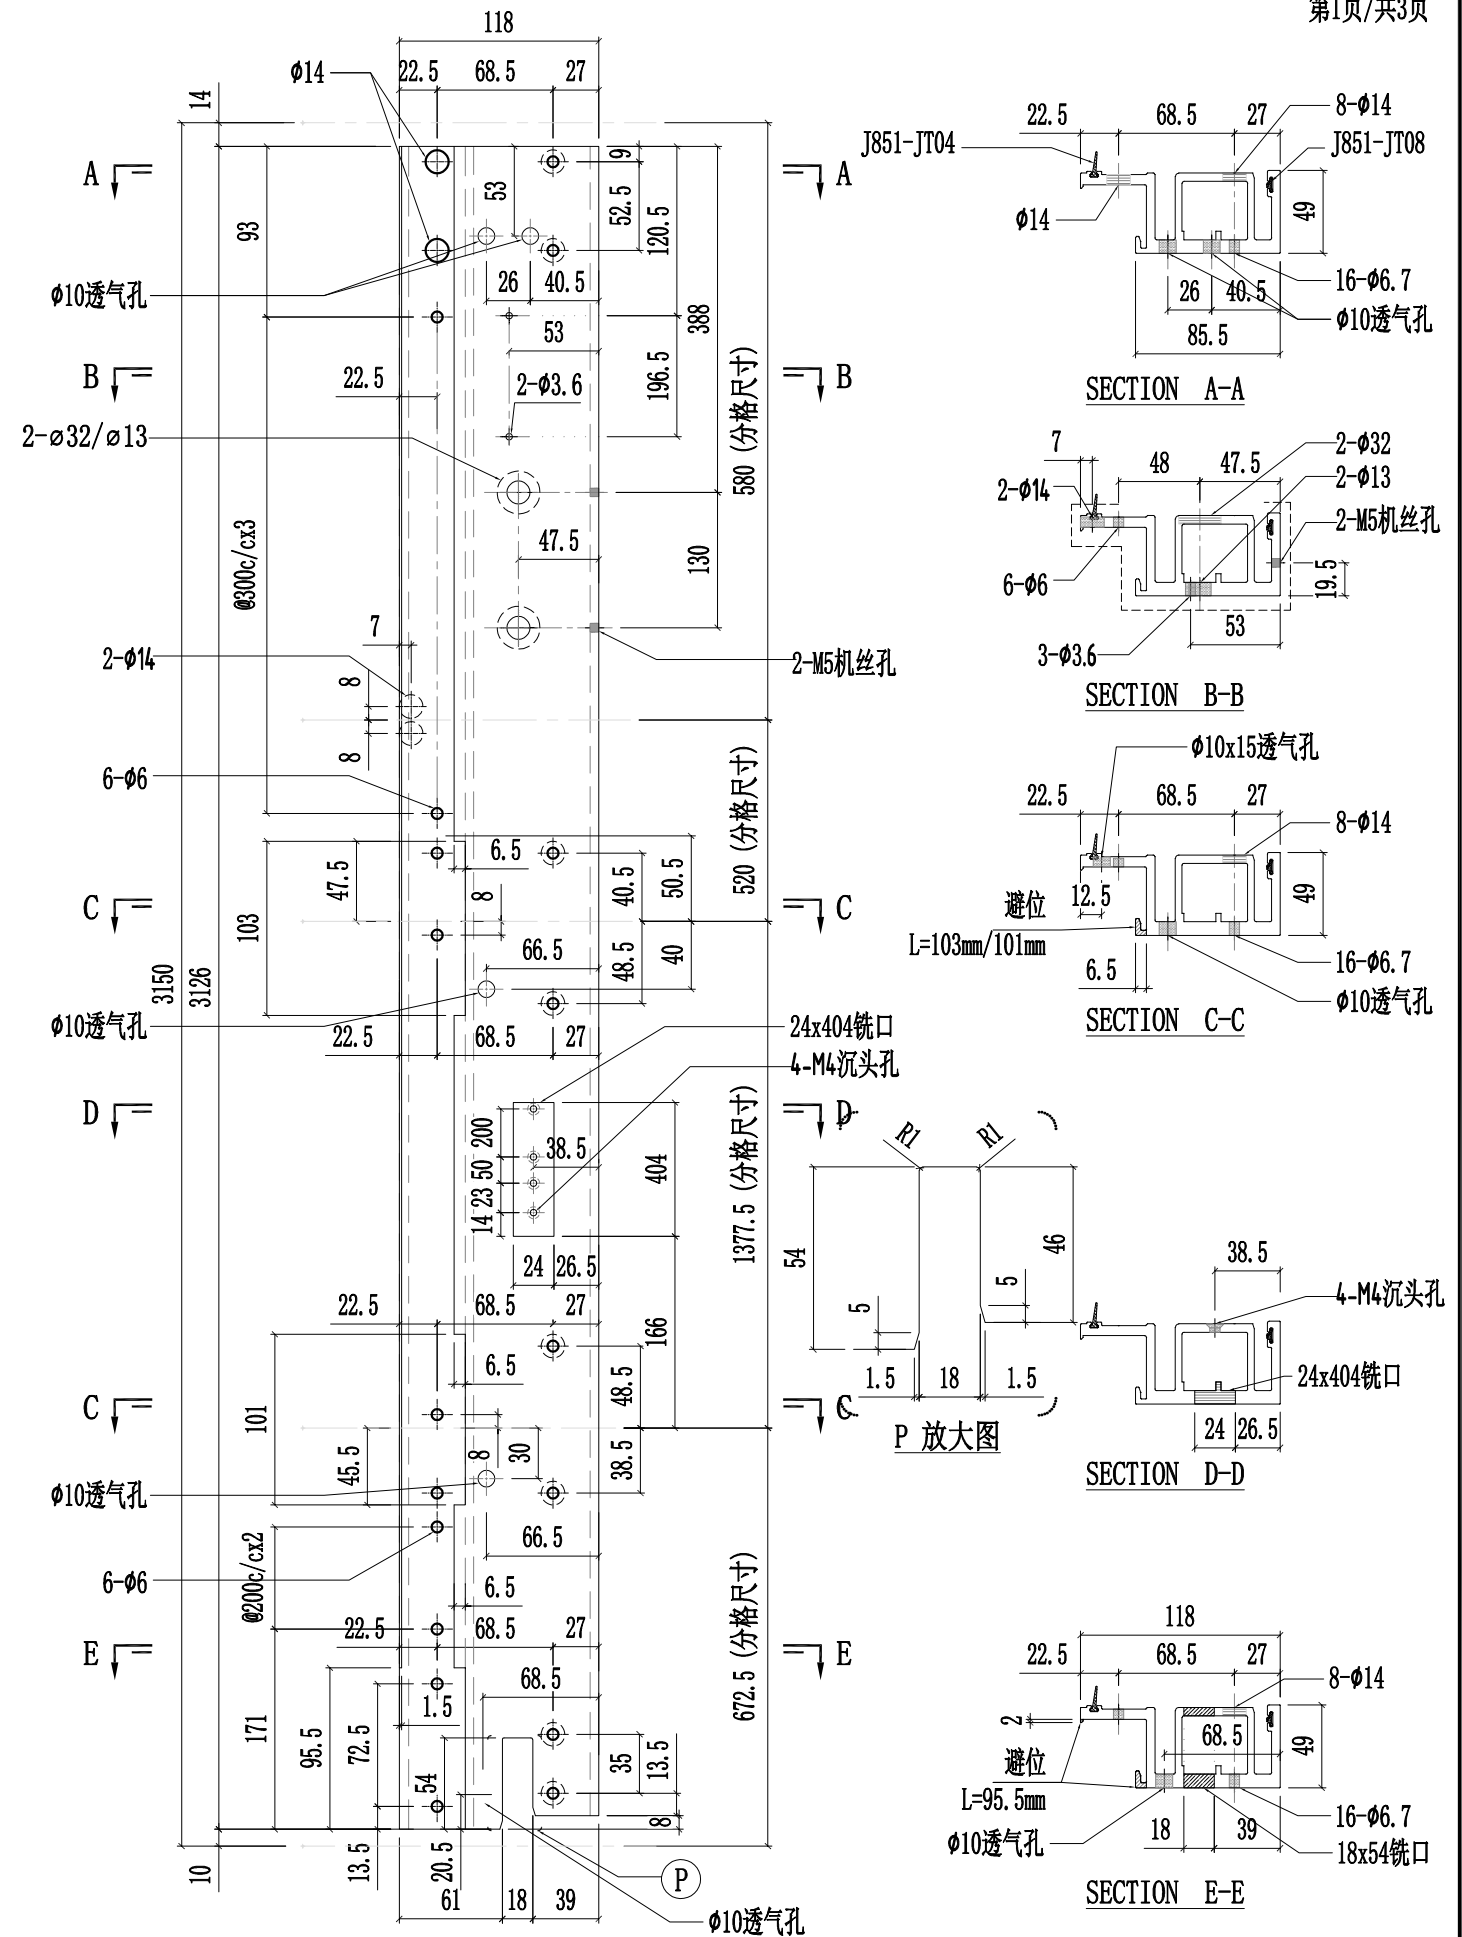 第1页/共3页
118
Φ14
22.5
68.5
27
14
A
A
9
53
52.5
120.5
93
Φ10透气孔
26
40.5
388
53
B
B
22.5
2-Φ3.6
196.5
580 (分格尺寸)
2-⌀32/⌀13
@300c/cx3
47.5
130
7
2-Φ14
8
8
2-M5机丝孔
6-Φ6
520 (分格尺寸)
6.5
47.5
8
40.5
50.5
C
C
103
66.5
48.5
40
3150
3126
Φ10透气孔
22.5
68.5
27
24x404铣口
4-M4沉头孔
D
D
200
38.5
50
23
14
404
1377.5 (分格尺寸)
24
26.5
22.5
68.5
27
166
6.5
48.5
C
C
101
45.5
8
30
38.5
Φ10透气孔
66.5
@200c/cx2
6-Φ6
6.5
672.5 (分格尺寸)
22.5
68.5
27
E
E
68.5
1.5
171
95.5
72.5
54
35
13.5
8
10
13.5
20.5
P
61
18
39
Φ10透气孔
22.5
68.5
27
8-Φ14
J851-JT04
J851-JT08
Φ14
49
16-Φ6.7
26
40.5
Φ10透气孔
85.5
SECTION A-A
7
48
47.5
2-Φ32
2-Φ13
2-Φ14
2-M5机丝孔
6-Φ6
19.5
53
3-Φ3.6
SECTION B-B
Φ10x15透气孔
22.5
68.5
27
8-Φ14
避位
12.5
49
L=103mm/101mm
6.5
16-Φ6.7
Φ10透气孔
SECTION C-C
R1
R1
54
46
5
5
1.5
18
1.5
P 放大图
38.5
4-M4沉头孔
24x404铣口
24
26.5
SECTION D-D
118
22.5
68.5
27
8-Φ14
2
68.5
49
避位
L=95.5mm
16-Φ6.7
Φ10透气孔
18
39
18x54铣口
SECTION E-E